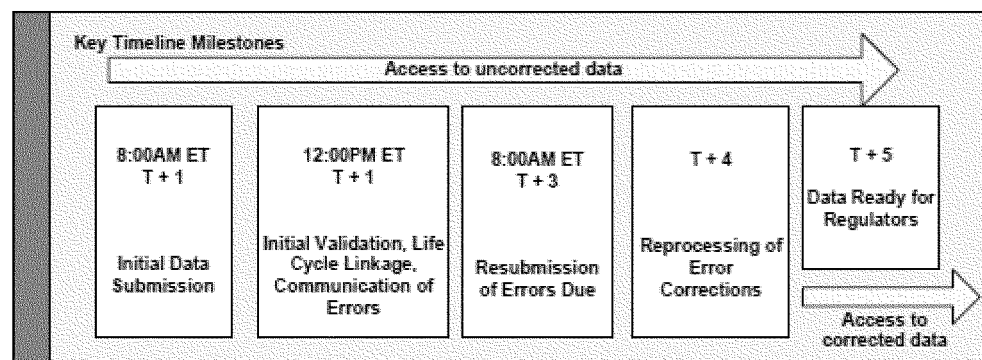 Key Timeline Milestones
Access to uncorrected data
8:00AM ET
T + 1
Initial Data
Submission
12:00PM ET
T + 1
Initial Validation, Life
Cycle Linkage,
Communication of
Errors
8:00AM ET
T + 3
Resubmission
of Errors Due
T + 4
Reprocessing of
Error
Corrections
T + 5
Data Ready for
Regulators
Access to
corrected data